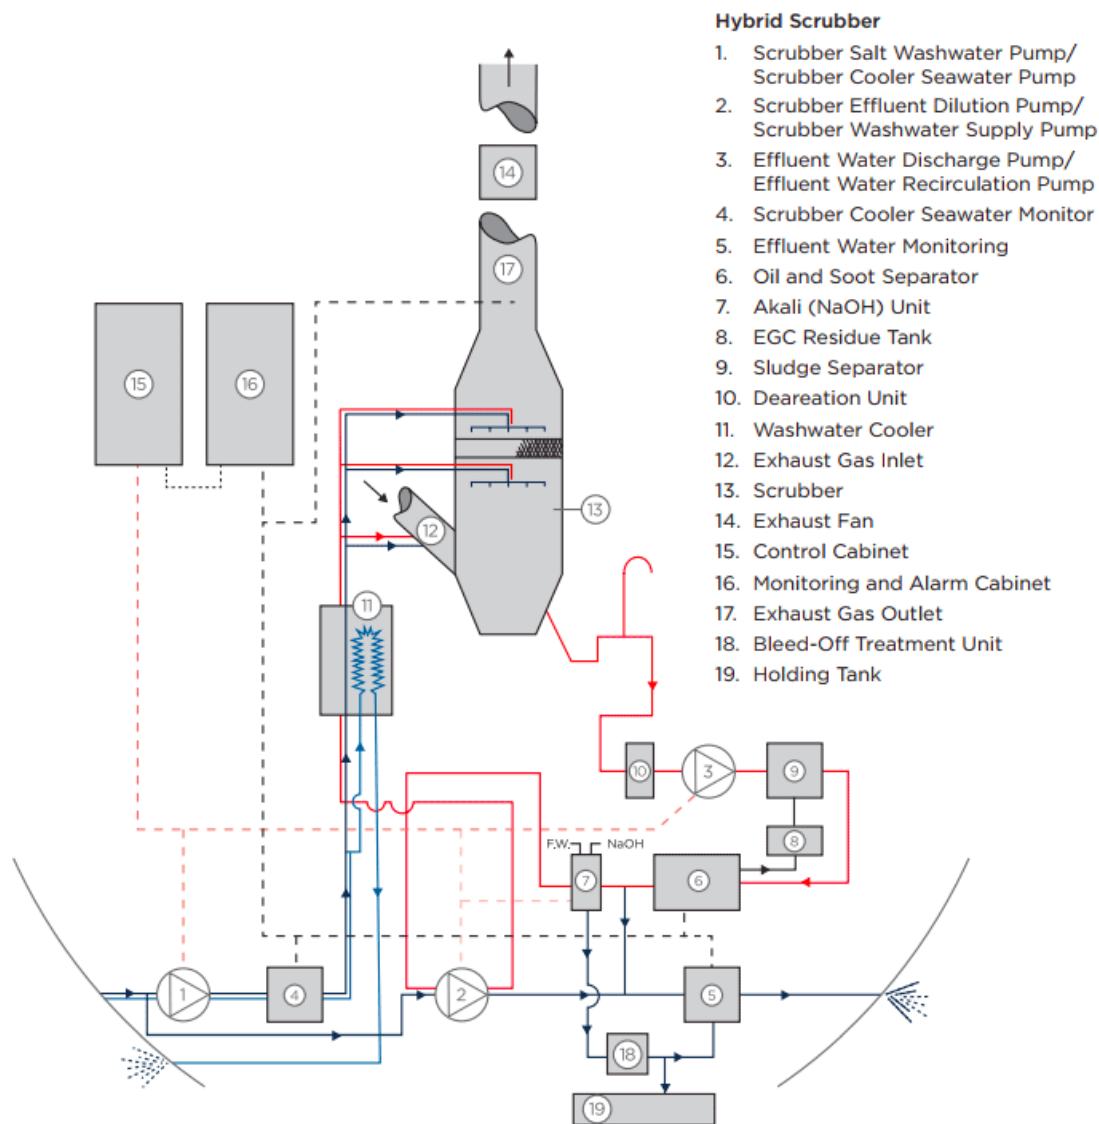 Hybrid Scrubber
1. Scrubber Salt Washwater Pump/
Scrubber Cooler Seawater Pump
2. Scrubber Effluent Dilution Pump/
Scrubber Washwater Supply Pump
3. Effluent Water Discharge Pump/
Effluent Water Recirculation Pump
4. Scrubber Cooler Seawater Monitor
5. Effluent Water Monitoring
6. Oil and Soot Separator
7. Akali (NaOH) Unit
8. EGC Residue Tank
9. Sludge Separator
10. Deareation Unit
11. Washwater Cooler
12. Exhaust Gas Inlet
13. Scrubber
14. Exhaust Fan
15. Control Cabinet
16. Monitoring and Alarm Cabinet
17. Exhaust Gas Outlet
18. Bleed-Off Treatment Unit
19. Holding Tank
14
17
15
16
13
12
11
10
3
9
8
F.W.
NaOH
7
6
1
4
2
5
18
19